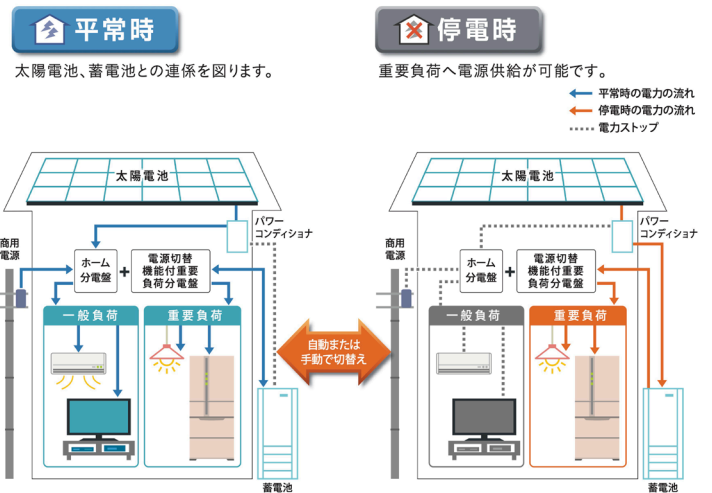 平常時
太陽電池、蓄電池との連係を図ります。
停電時
重要負荷へ電源供給が可能です。
平常時の電力の流れ
停電時の電力の流れ
電力ストップ
太陽電池
パワー
コンディショナ
商用
電源
ホーム
分電盤
+
電源切替
機能付重要
負荷分電盤
一般負荷
重要負荷
蓄電池
自動または
手動で切替え
太陽電池
パワー
コンディショナ
商用
電源
ホーム
分電盤
+
電源切替
機能付重要
負荷分電盤
一般負荷
重要負荷
蓄電池